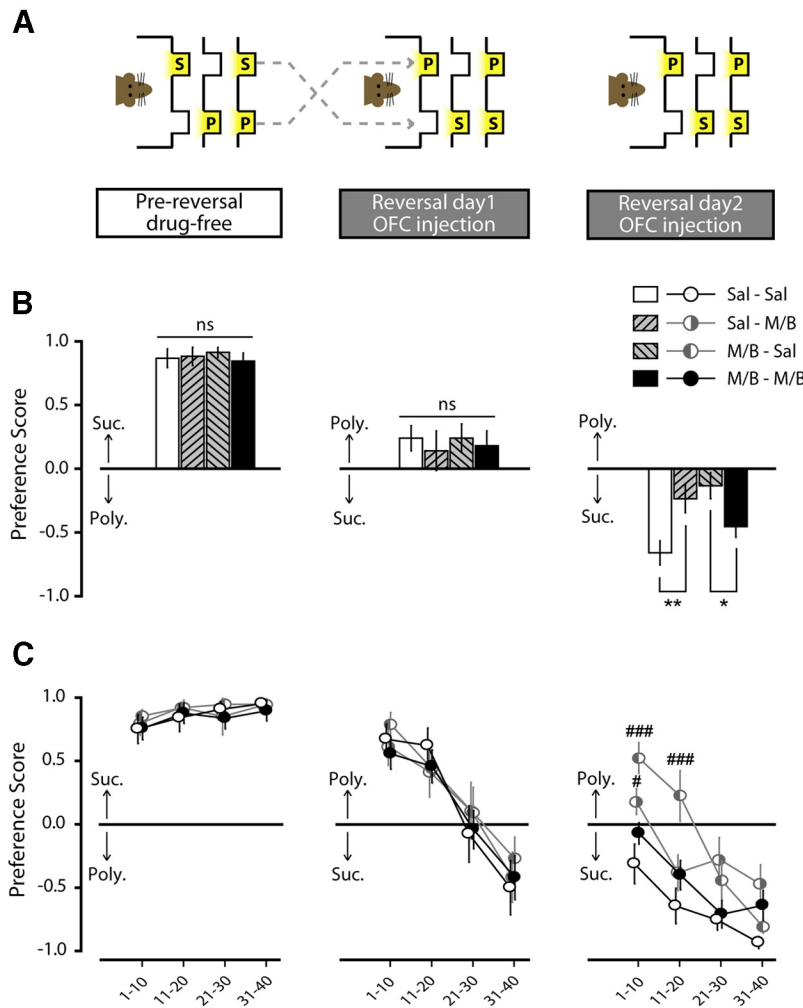 A
S S P P
P P S S
P P S S
Pre-reversal
drug-free
Reversal day1
OFC injection
Reversal day2
OFC injection
B
Sal - Sal
Sal - M/B
M/B - Sal
M/B - M/B
Preference Score
1.0
0.5
0.0
-0.5
-1.0
Suc.
Poly.
ns
Poly.
Suc.
ns
Poly.
Suc.
**
*
C
Preference Score
1.0
0.5
0.0
-0.5
-1.0
Suc.
Poly.
Poly.
Suc.
Poly.
Suc.
###
#
###
1-10
11-20
21-30
31-40
1-10
11-20
21-30
31-40
1-10
11-20
21-30
31-40